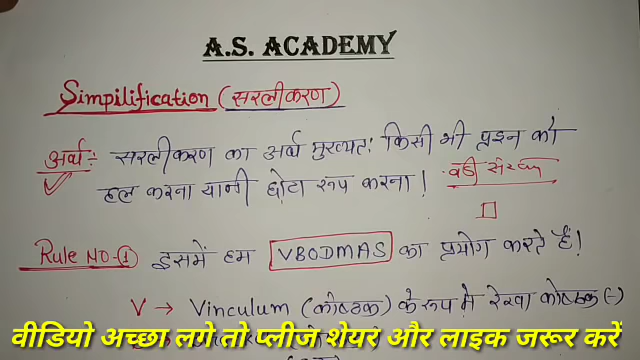 A.S. ACADEMY
Simpilification (सरलीकरण)
अर्थ :- सरलीकरण का अर्थ मुख्यतः किसी भी प्रश्न को
हल करना यानी छोटा रूप करना !
बडी संख्या
Rule NO-① इसमें हम VBODMAS का प्रयोग करते हैं!
V → Vinculum (कोष्ठक) के रूप मे रेखा कोष्ठक (-)
वीडियो अच्छा लगे तो प्लीज शेयर और लाइक जरूर करें